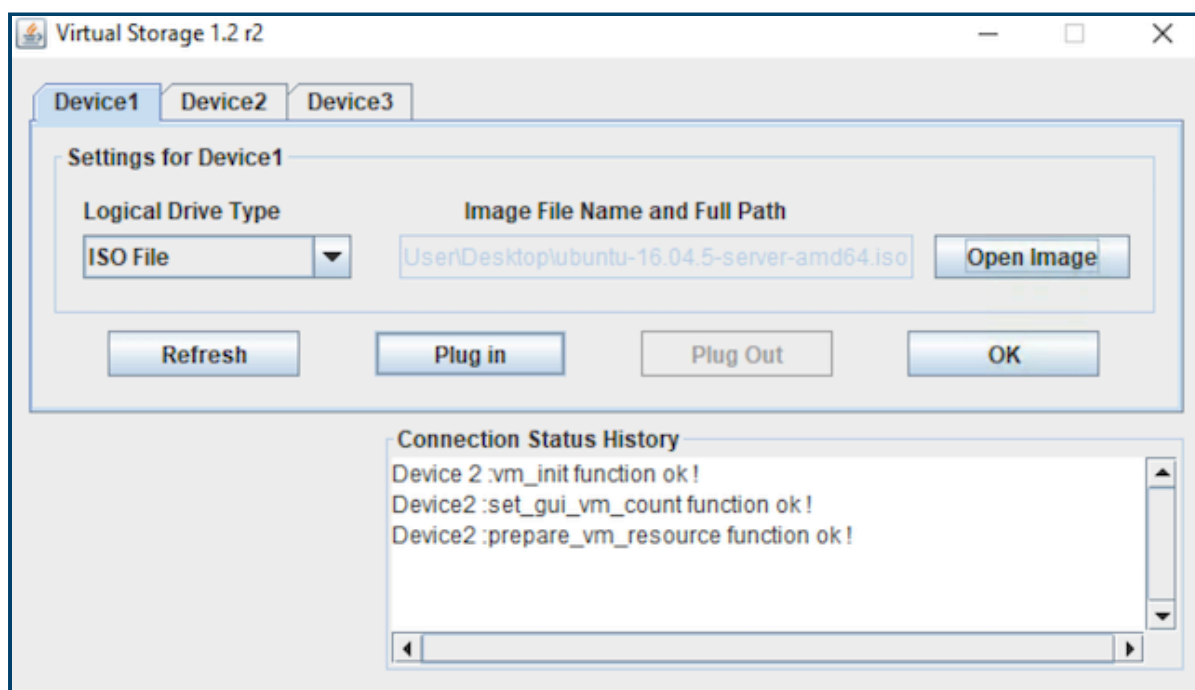 Virtual Storage 1.2 r2
Device1 Device2 Device3
Settings for Device1
Logical Drive Type Image File Name and Full Path
ISO File User\Desktop\ubuntu-16.04.5-server-amd64.iso Open Image
Refresh Plug in Plug Out OK
Connection Status History
Device 2 :vm_init function ok !
Device2 :set_gui_vm_count function ok !
Device2 :prepare_vm_resource function ok !